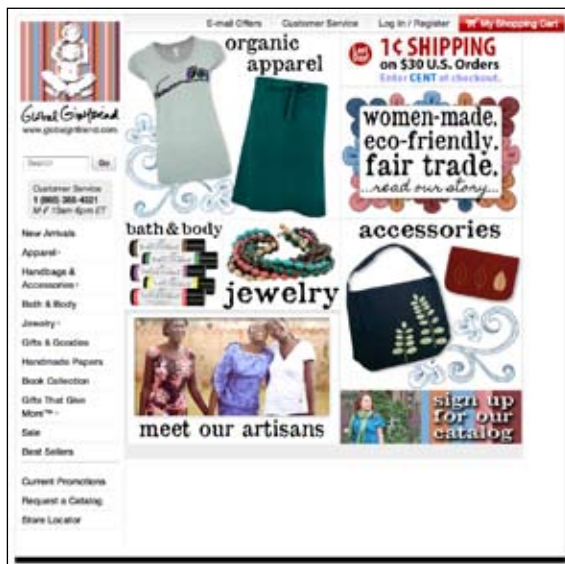 E-mail Offers Customer Service Log In / Register My Shopping Cart
Global Girlfriend
www.globalgirlfriend.com
Search Go
Customer Service
M-F 10am-6pm ET
New Arrivals
Apparel
Handbags &
Accessories
Bath & Body
Jewelry
Gifts & Goodies
Handmade Papers
Book Collection
Gifts That Give
More™
Sale
Best Sellers
Current Promotions
Request a Catalog
Store Locator
organic
apparel
Last Day!
1¢ SHIPPING
on $30 U.S. Orders
Enter CENT at checkout.
women-made.
eco-friendly.
fair trade.
...read our story...
bath & body
jewelry
accessories
meet our artisans
sign up
for our
catalog